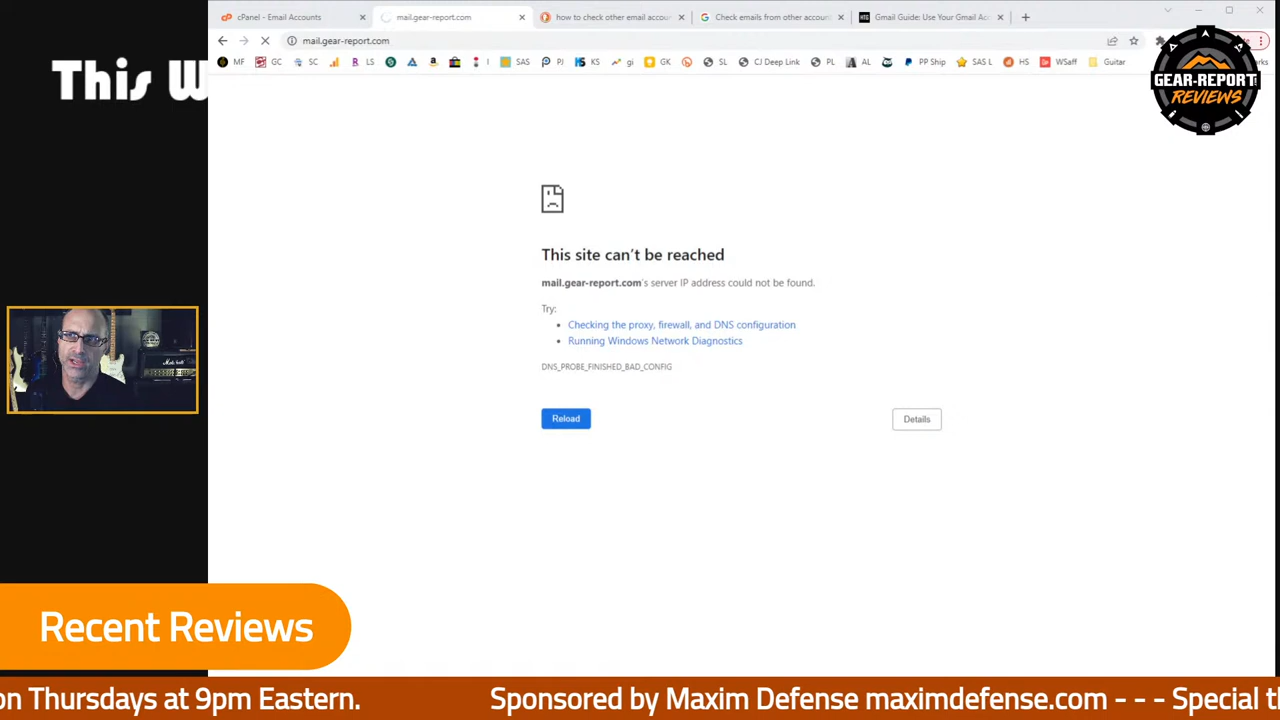 cPanel - Email Accounts
mail.gear-report.com
how to check other email accoun
Check emails from other account
Gmail Guide: Use Your Gmail Ac
mail.gear-report.com
MF GC SC LS SAS PJ KS gi GK SL CJ Deep Link PL AL PP Ship SAS L HS WSaff Guitar
This W
GEAR-REPORT
REVIEWS
This site can't be reached
mail.gear-report.com's server IP address could not be found.
Try:
• Checking the proxy, firewall, and DNS configuration
• Running Windows Network Diagnostics
DNS_PROBE_FINISHED_BAD_CONFIG
Reload
Details
Recent Reviews
on Thursdays at 9pm Eastern.
Sponsored by Maxim Defense maximdefense.com - - - Special t